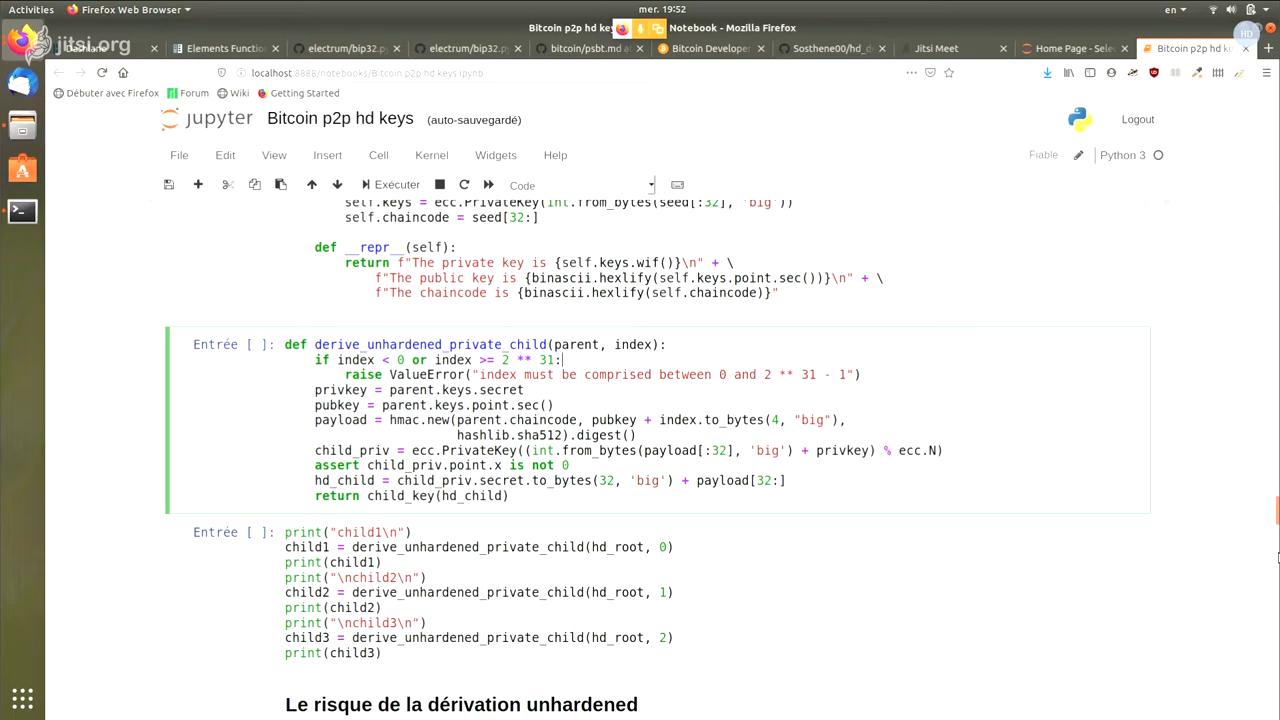 Activities Firefox Web Browser mar 19:52 en
Bitcoin p2p hd key Notebook - Mozilla Firefox
jitsi.org
HD
Elements Function electrum/bip32.p electrum/bip32.p bitcoin/psbt.md a Bitcoin Developer Sosthene00/hd_d Jitsi Meet Home Page - Selec Bitcoin p2p hd key
localhost:8888/notebooks/Bitcoin p2p hd keys.ipynb
Débuter avec Firefox Forum Wiki Getting Started
jupyter Bitcoin p2p hd keys (auto-sauvegardé) Logout
File Edit View Insert Cell Kernel Widgets Help Fiable Python 3
Exécuter Code
self.keys = ecc.PrivateKey(int.from_bytes(seed[:32], 'big'))
self.chaincode = seed[32:]
def __repr__(self):
return f"The private key is {self.keys.wif()}\n" + \
f"The public key is {binascii.hexlify(self.keys.point.sec())}\n" + \
f"The chaincode is {binascii.hexlify(self.chaincode)}"
Entrée [ ]: def derive_unhardened_private_child(parent, index):
if index < 0 or index >= 2 ** 31:
raise ValueError("index must be comprised between 0 and 2 ** 31 - 1")
privkey = parent.keys.secret
pubkey = parent.keys.point.sec()
payload = hmac.new(parent.chaincode, pubkey + index.to_bytes(4, "big"),
hashlib.sha512).digest()
child_priv = ecc.PrivateKey((int.from_bytes(payload[:32], 'big') + privkey) % ecc.N)
assert child_priv.point.x is not 0
hd_child = child_priv.secret.to_bytes(32, 'big') + payload[32:]
return child_key(hd_child)
Entrée [ ]: print("child1\n")
child1 = derive_unhardened_private_child(hd_root, 0)
print(child1)
print("\nchild2\n")
child2 = derive_unhardened_private_child(hd_root, 1)
print(child2)
print("\nchild3\n")
child3 = derive_unhardened_private_child(hd_root, 2)
print(child3)
Le risque de la dérivation unhardened